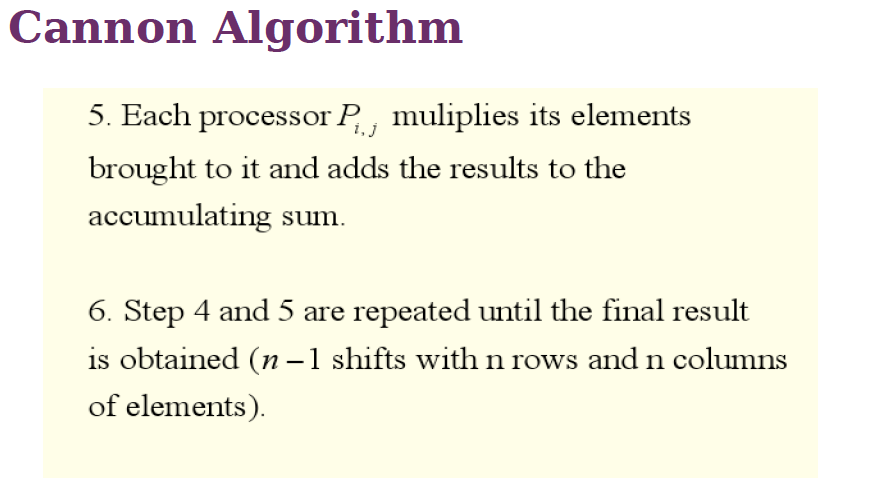 Cannon Algorithm
5. Each processor P i, j muliplies its elements
brought to it and adds the results to the
accumulating sum.
6. Step 4 and 5 are repeated until the final result
is obtained (n – 1 shifts with n rows and n columns
of elements).